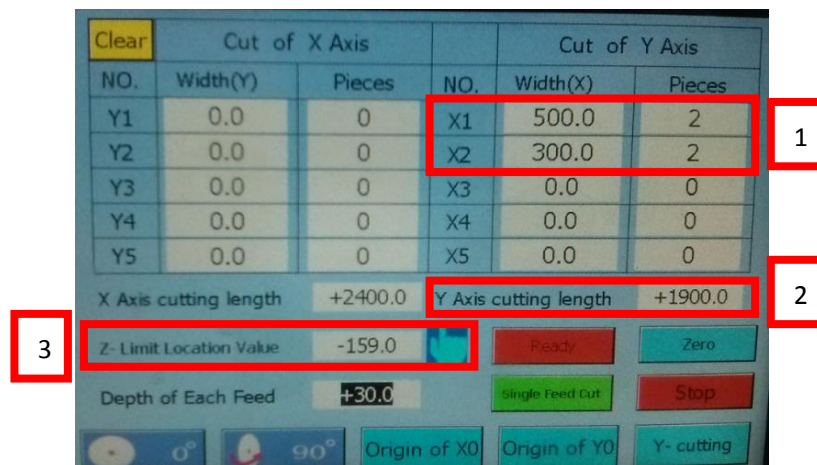 Clear Cut of X Axis Cut of Y Axis
NO. Width(Y) Pieces NO. Width(X) Pieces
Y1 0.0 0 X1 500.0 2
1
Y2 0.0 0 X2 300.0 2
Y3 0.0 0 X3 0.0 0
Y4 0.0 0 X4 0.0 0
Y5 0.0 0 X5 0.0 0
X Axis cutting length +2400.0 Y Axis cutting length +1900.0 2
3 Z- Limit Location Value -159.0 Ready Zero
Depth of Each Feed +30.0 Single Feed Cut Stop
0° 90° Origin of X0 Origin of Y0 Y- cutting